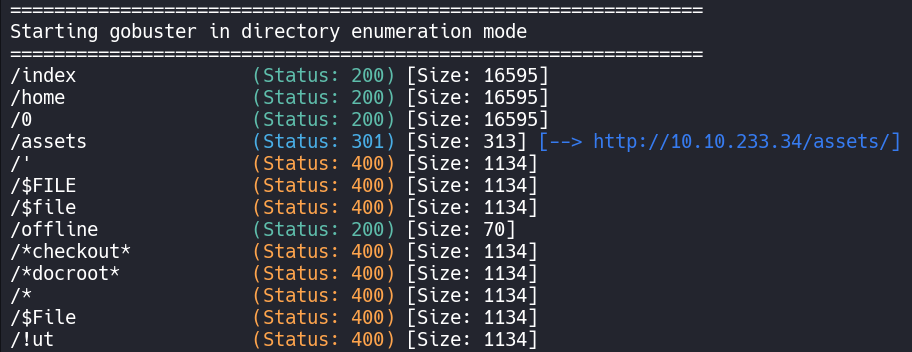 ===============================================================
Starting gobuster in directory enumeration mode
===============================================================
/index                (Status: 200) [Size: 16595]
/home                 (Status: 200) [Size: 16595]
/0                    (Status: 200) [Size: 16595]
/assets               (Status: 301) [Size: 313] [--> http://10.10.233.34/assets/]
/'                    (Status: 400) [Size: 1134]
/$FILE                (Status: 400) [Size: 1134]
/$file                (Status: 400) [Size: 1134]
/offline              (Status: 200) [Size: 70]
/*checkout*           (Status: 400) [Size: 1134]
/*docroot*            (Status: 400) [Size: 1134]
/*                    (Status: 400) [Size: 1134]
/$File                (Status: 400) [Size: 1134]
/!ut                  (Status: 400) [Size: 1134]